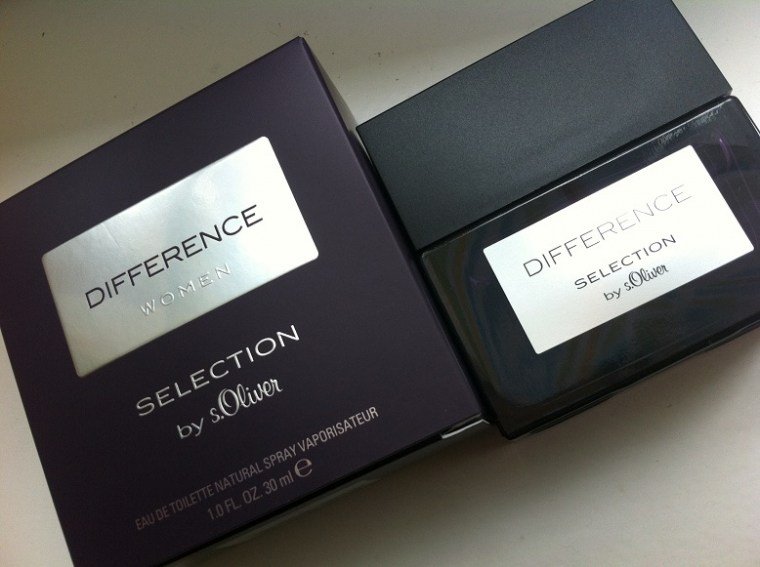 DIFFERENCE
WOMEN
SELECTION
by s.Oliver
EAU DE TOILETTE NATURAL SPRAY VAPORISATEUR
1.0 FL. OZ. 30 ml ℮
DIFFERENCE
SELECTION
by s.Oliver